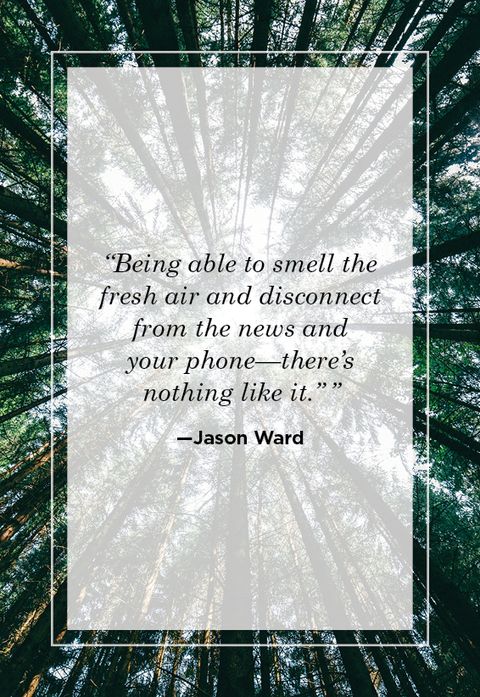 “Being able to smell the
fresh air and disconnect
from the news and
your phone—there’s
nothing like it.” ”
—Jason Ward